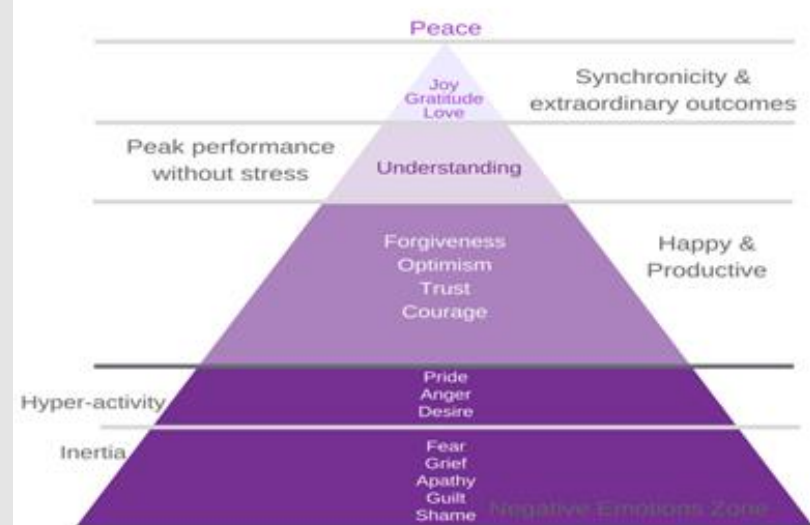 Peace
Joy
Gratitude
Love
Synchronicity &
extraordinary outcomes
Peak performance
without stress
Understanding
Forgiveness
Optimism
Trust
Courage
Happy &
Productive
Pride
Anger
Desire
Hyper-activity
Inertia
Fear
Grief
Apathy
Guilt
Shame
Negative Emotions Zone